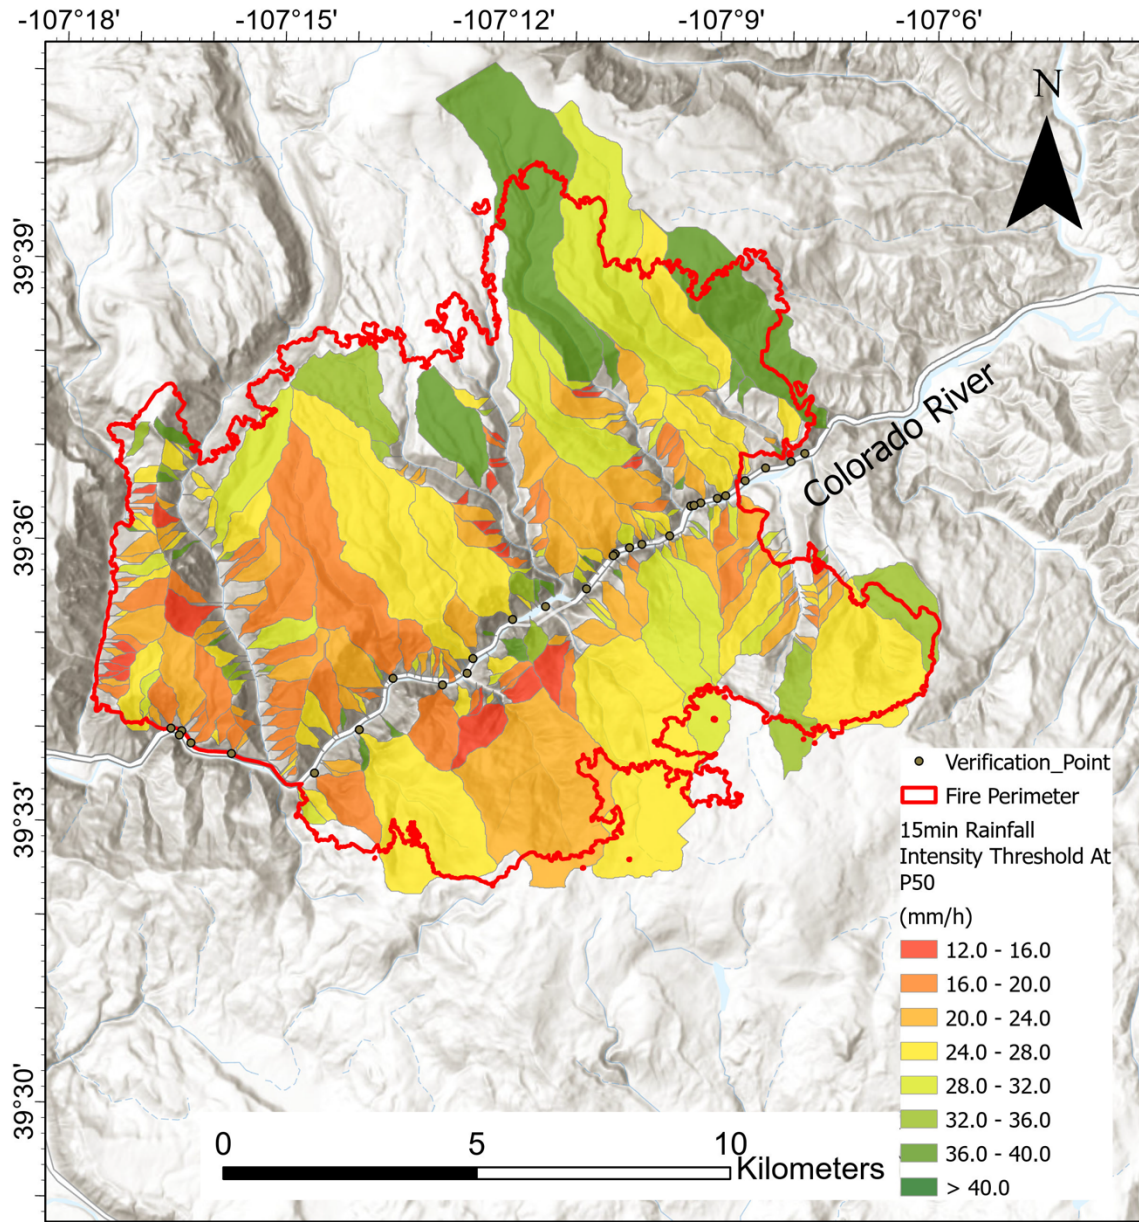 -107°18' -107°15' -107°12' -107°9' -107°6'
N
39°39'
Colorado River
39°36'
39°33'
39°30'
Verification_Point
Fire Perimeter
15min Rainfall
Intensity Threshold At
P50
(mm/h)
12.0 - 16.0
16.0 - 20.0
20.0 - 24.0
24.0 - 28.0
28.0 - 32.0
32.0 - 36.0
36.0 - 40.0
> 40.0
0 5 10
Kilometers